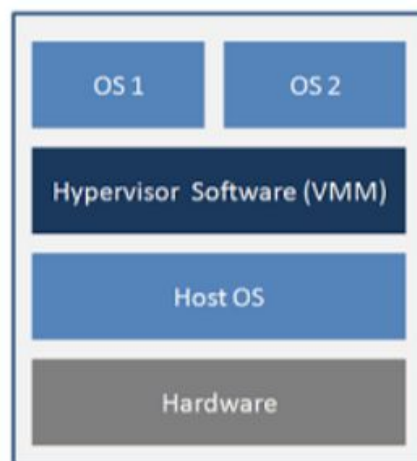 OS 1
OS 2
Hypervisor Software (VMM)
Host OS
Hardware